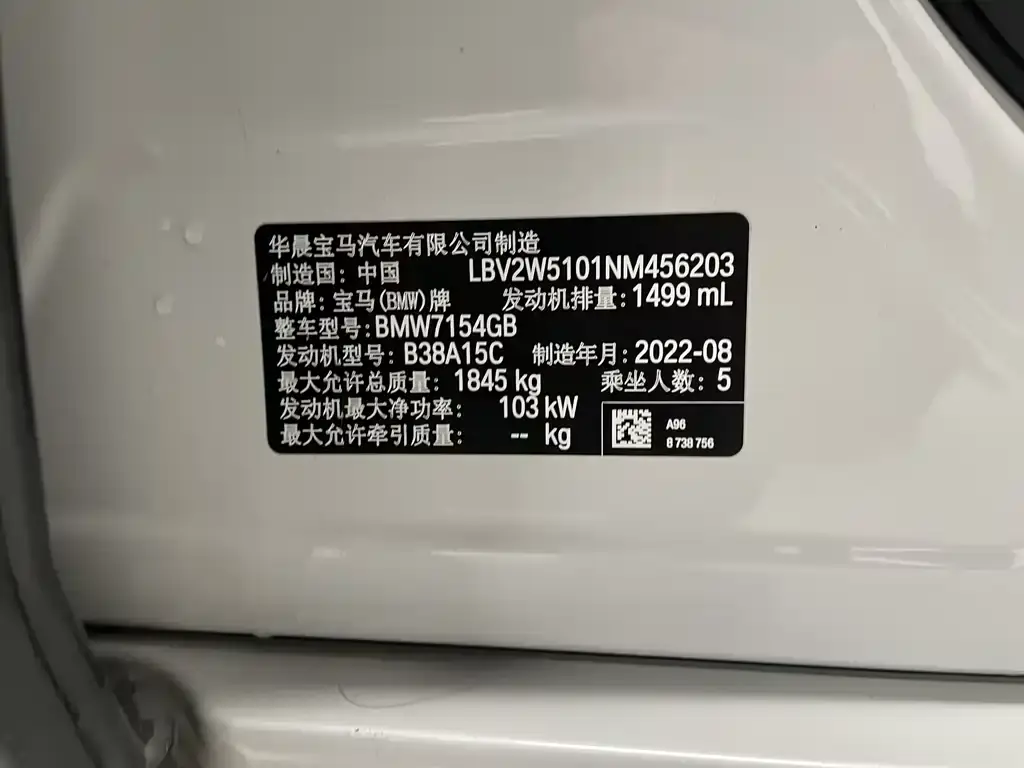 华晨宝马汽车有限公司制造
制造国：中国 LBV2W5101NM456203
品牌：宝马(BMW)牌 发动机排量：1499 mL
整车型号：BMW7154GB
发动机型号：B38A15C 制造年月：2022-08
最大允许总质量：1845 kg 乘坐人数：5
发动机最大净功率：103 kW
最大允许牵引质量：-- kg
A96
8 738 756